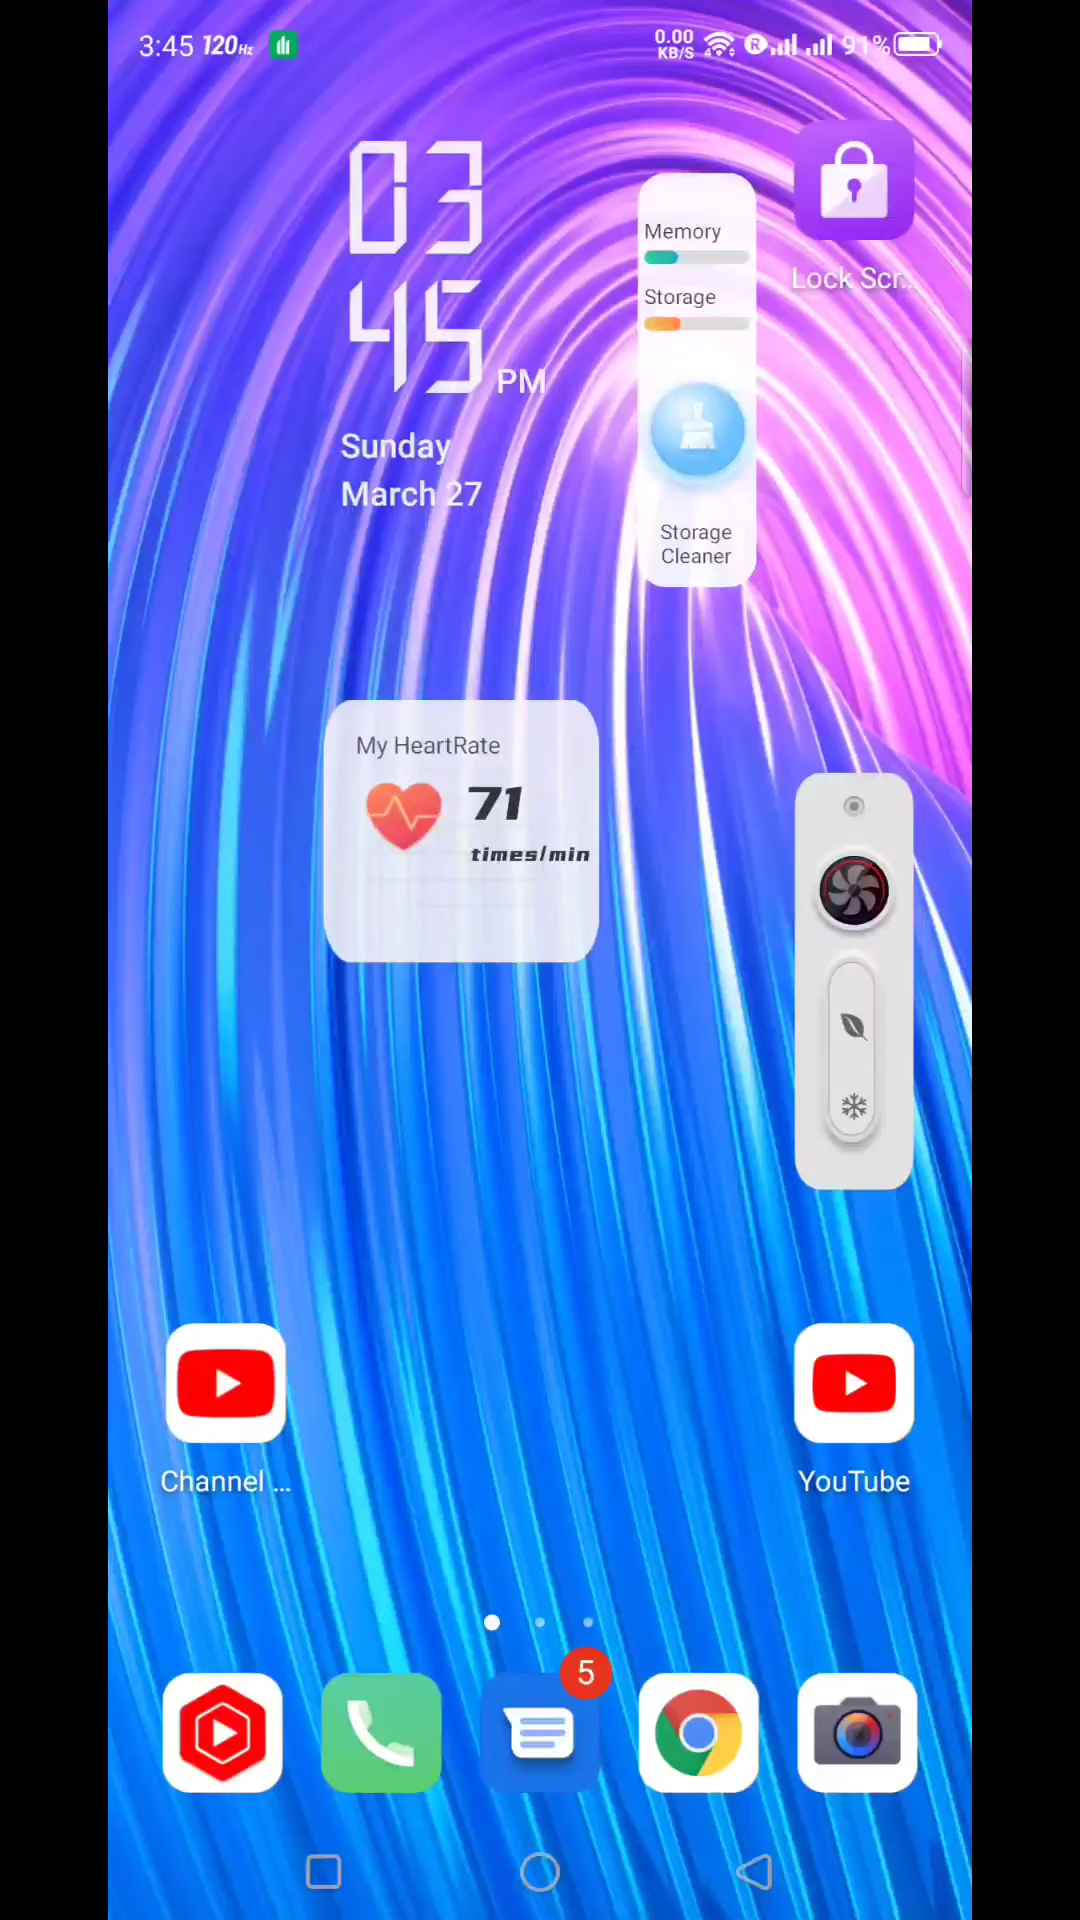 3:45 120Hz
0.00 KB/S
R
91%
03
45 PM
Sunday
March 27
Memory
Storage
Storage
Cleaner
Lock Scr...
My HeartRate
71
times/min
Channel ...
YouTube
5